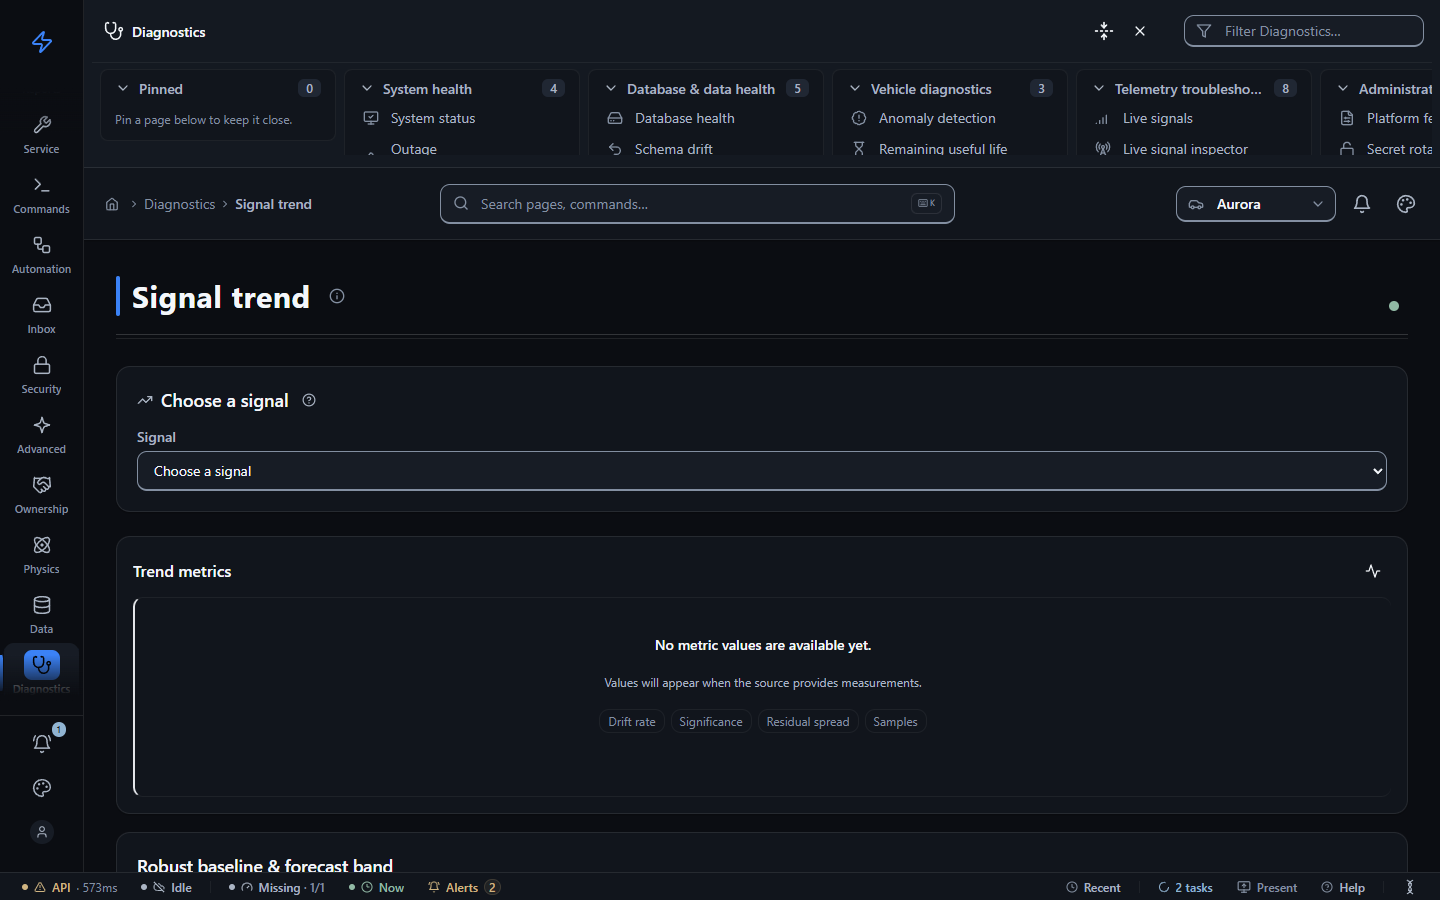 Diagnostics
Filter Diagnostics...
Pinned 0
Pin a page below to keep it close.
System health 4
System status
Outage
Database & data health 5
Database health
Schema drift
Vehicle diagnostics 3
Anomaly detection
Remaining useful life
Telemetry troublesho... 8
Live signals
Live signal inspector
Administrat
Platform fe
Secret rota
Service
Commands
Automation
Inbox
Security
Advanced
Ownership
Physics
Data
Diagnostics
1
Diagnostics
Signal trend
Search pages, commands...
K
Aurora
Signal trend
Choose a signal
Signal
Choose a signal
Trend metrics
No metric values are available yet.
Values will appear when the source provides measurements.
Drift rate
Significance
Residual spread
Samples
Robust baseline & forecast band
API · 573ms
Idle
Missing · 1/1
Now
Alerts 2
Recent
2 tasks
Present
Help